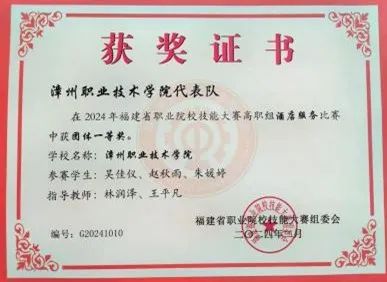 获奖证书
漳州职业技术学院代表队
在2024年福建省职业院校技能大赛高职组酒店服务比赛
中获团体一等奖。
学校名称：漳州职业技术学院
参赛学生：吴佳仪、赵秋雨、朱媛婷
指导教师：林润泽、王平凡
福建省职业院校技能大赛组委会
编号：G20241010
二〇二四年 月